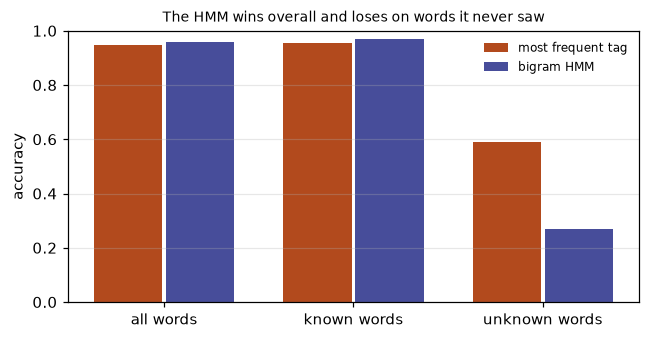 The HMM wins overall and loses on words it never saw
1.0
0.8
0.6
0.4
0.2
0.0
accuracy
most frequent tag
bigram HMM
all words
known words
unknown words